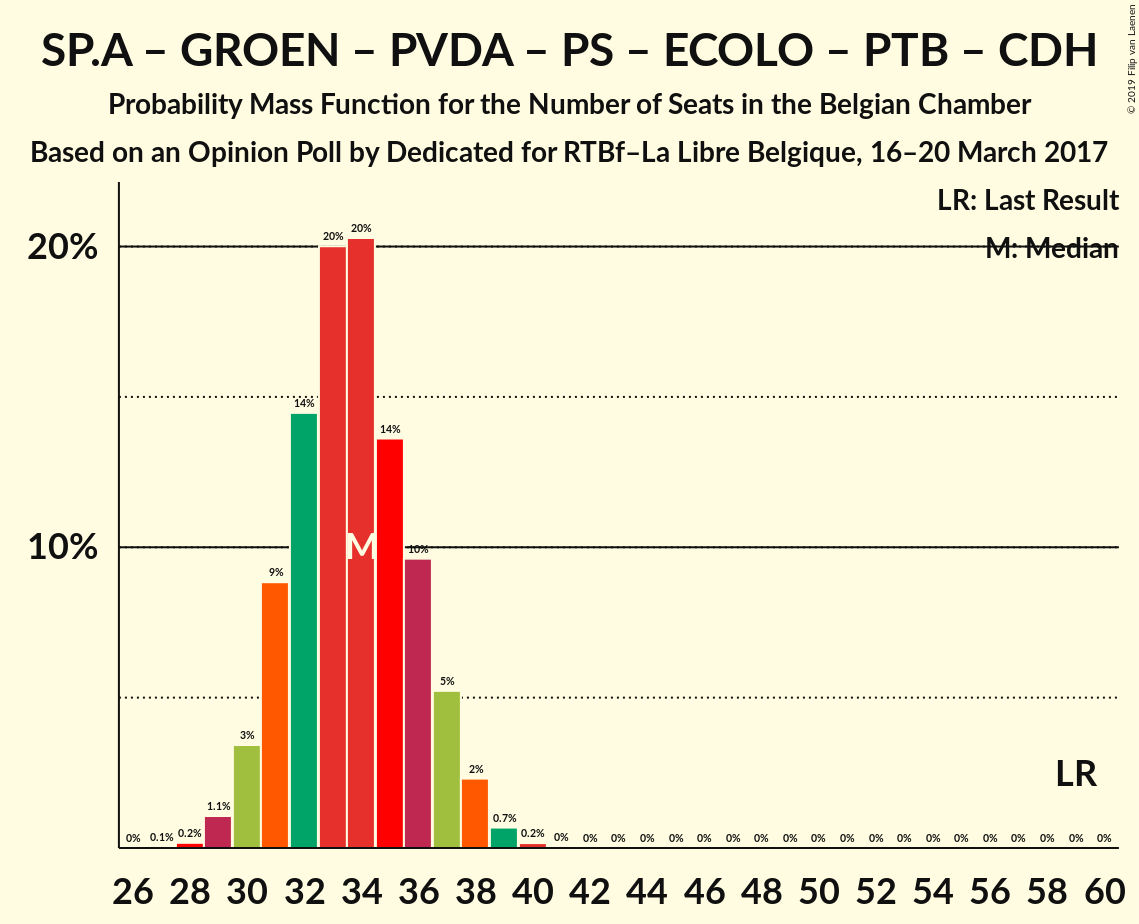 SP.A – GROEN – PVDA – PS – ECOLO – PTB – CDH
Probability Mass Function for the Number of Seats in the Belgian Chamber
Based on an Opinion Poll by Dedicated for RTBf–La Libre Belgique, 16–20 March 2017
© 2019 Filip van Laenen
LR: Last Result
M: Median
20%
10%
0% 0.1% 0.2% 1.1% 3% 9% 14% 20% 20% 14% 10% 5% 2% 0.7% 0.2% 0% 0% 0% 0% 0% 0% 0% 0% 0% 0% 0% 0% 0% 0% 0% 0% 0% 0% 0% 0%
M
LR
26 28 30 32 34 36 38 40 42 44 46 48 50 52 54 56 58 60